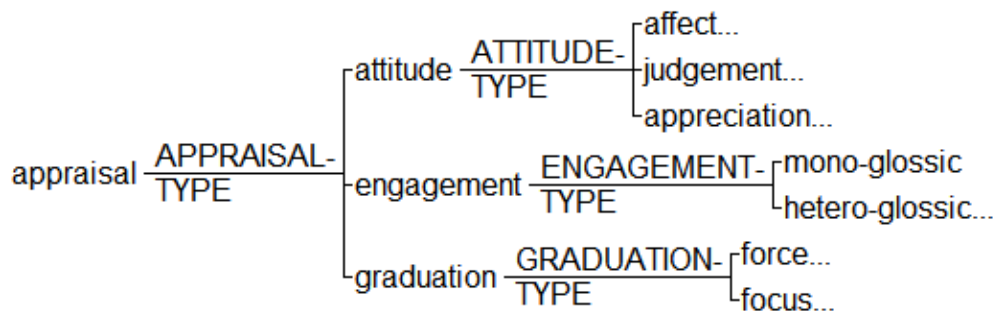 appraisal
APPRAISAL-
TYPE
attitude
ATTITUDE-
TYPE
affect...
judgement...
appreciation...
engagement
ENGAGEMENT-
TYPE
mono-glossic
hetero-glossic...
graduation
GRADUATION-
TYPE
force...
focus...